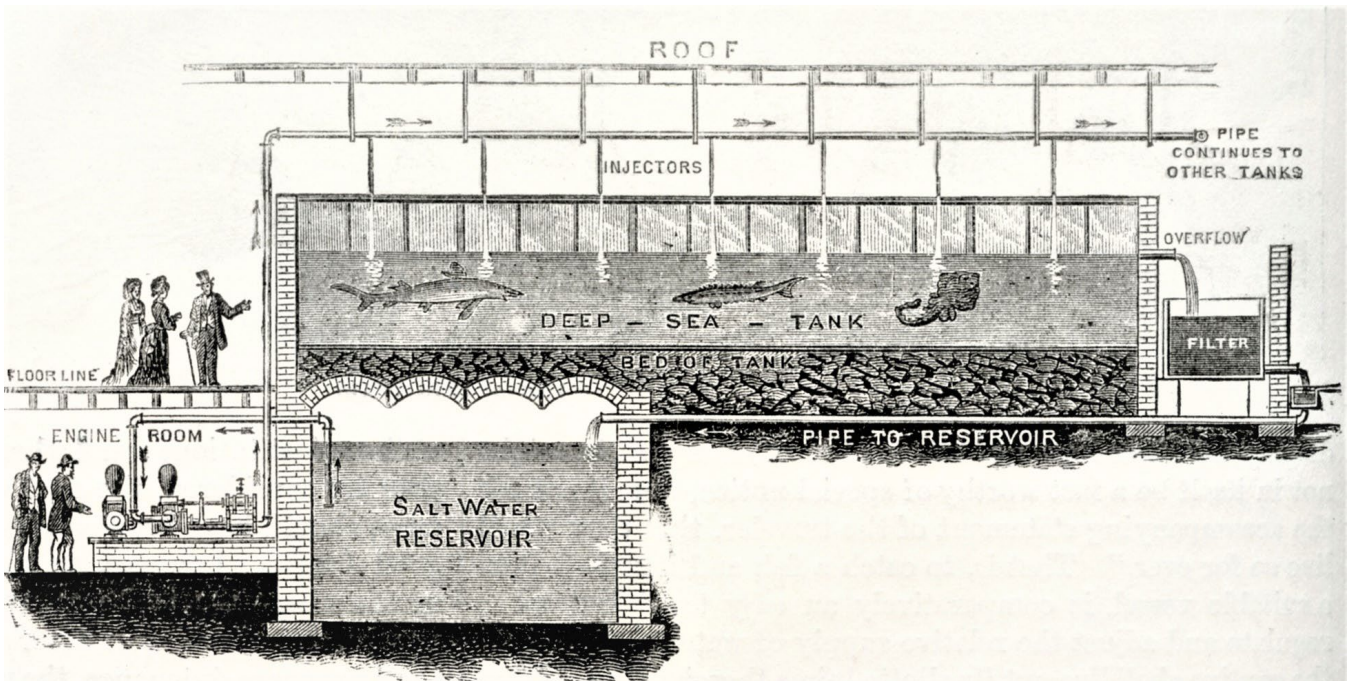 ROOF
INJECTORS
PIPE
CONTINUES TO
OTHER TANKS
OVERFLOW
DEEP - SEA - TANK
FILTER
BED OF TANK
FLOOR LINE
ENGINE ROOM
PIPE TO RESERVOIR
SALT WATER
RESERVOIR